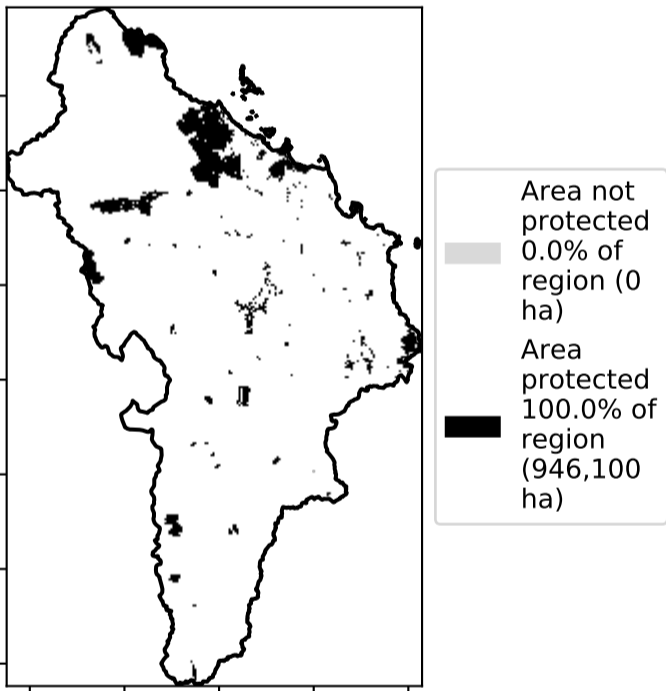 Area not
protected
0.0% of
region (0
ha)
Area
protected
100.0% of
region
(946,100
ha)